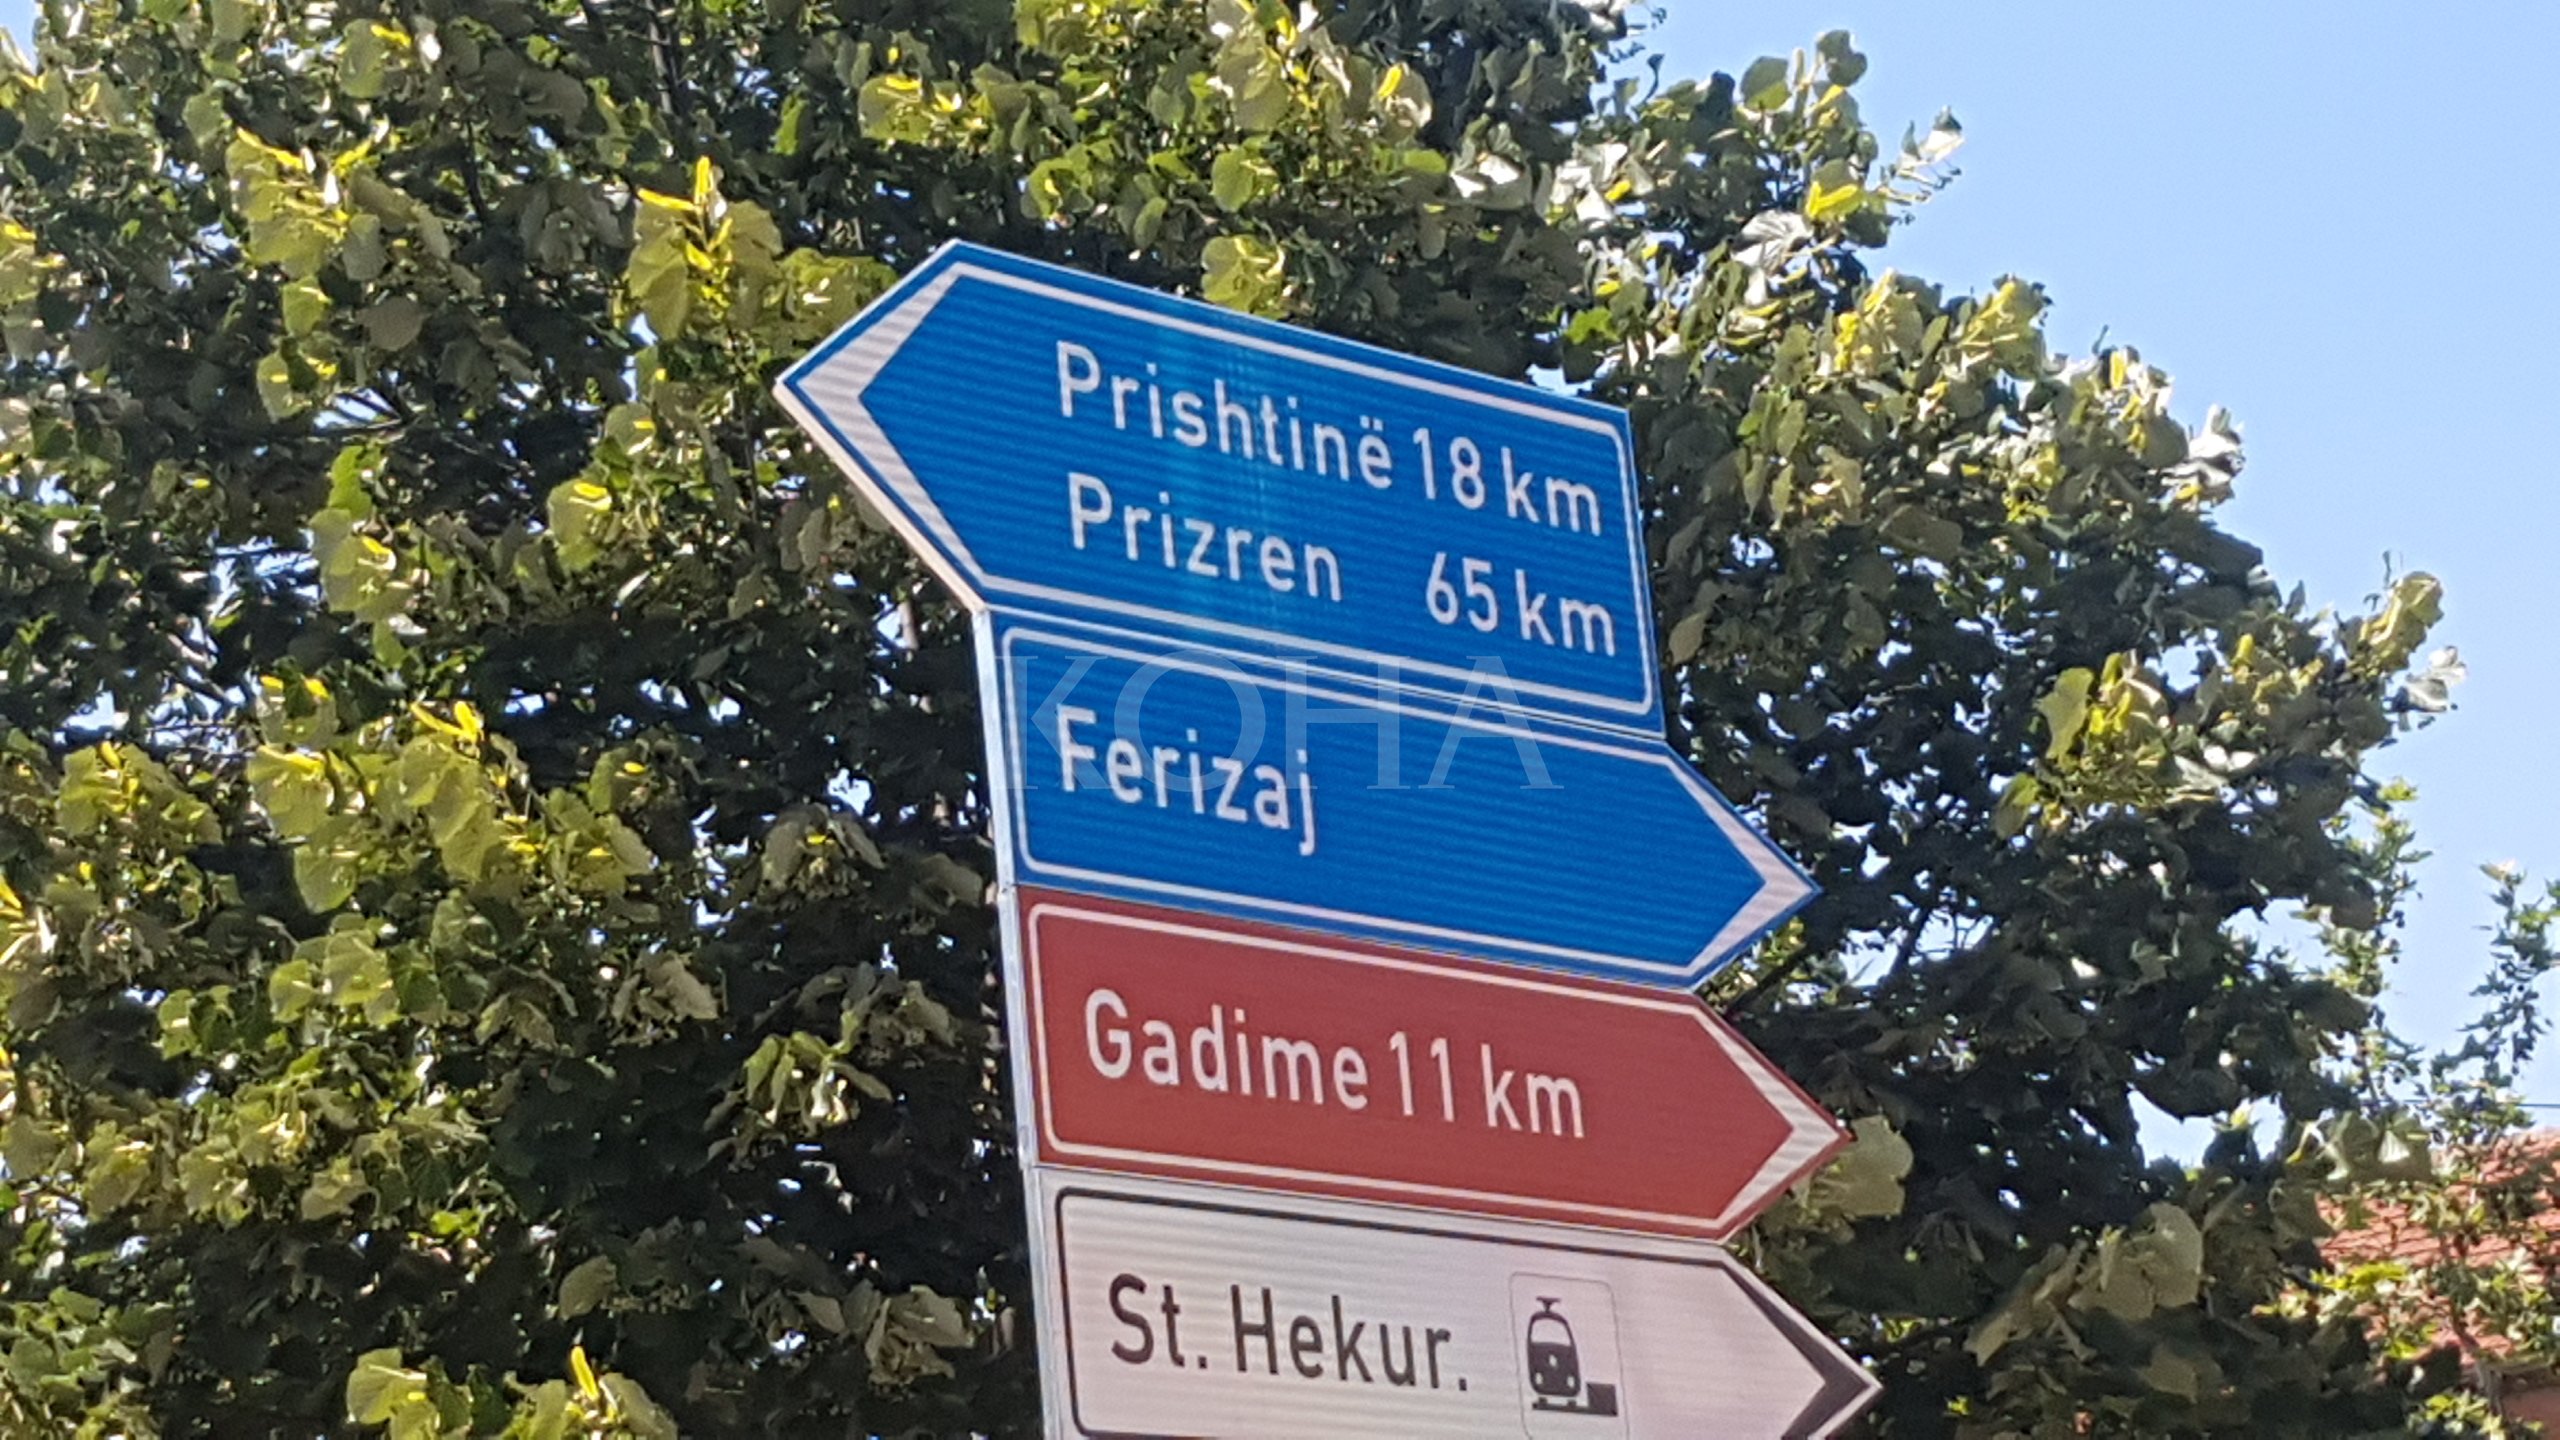 Prishtinë 18 km
Prizren 65 km
KOHA
Ferizaj
Gadime 11 km
St. Hekur.